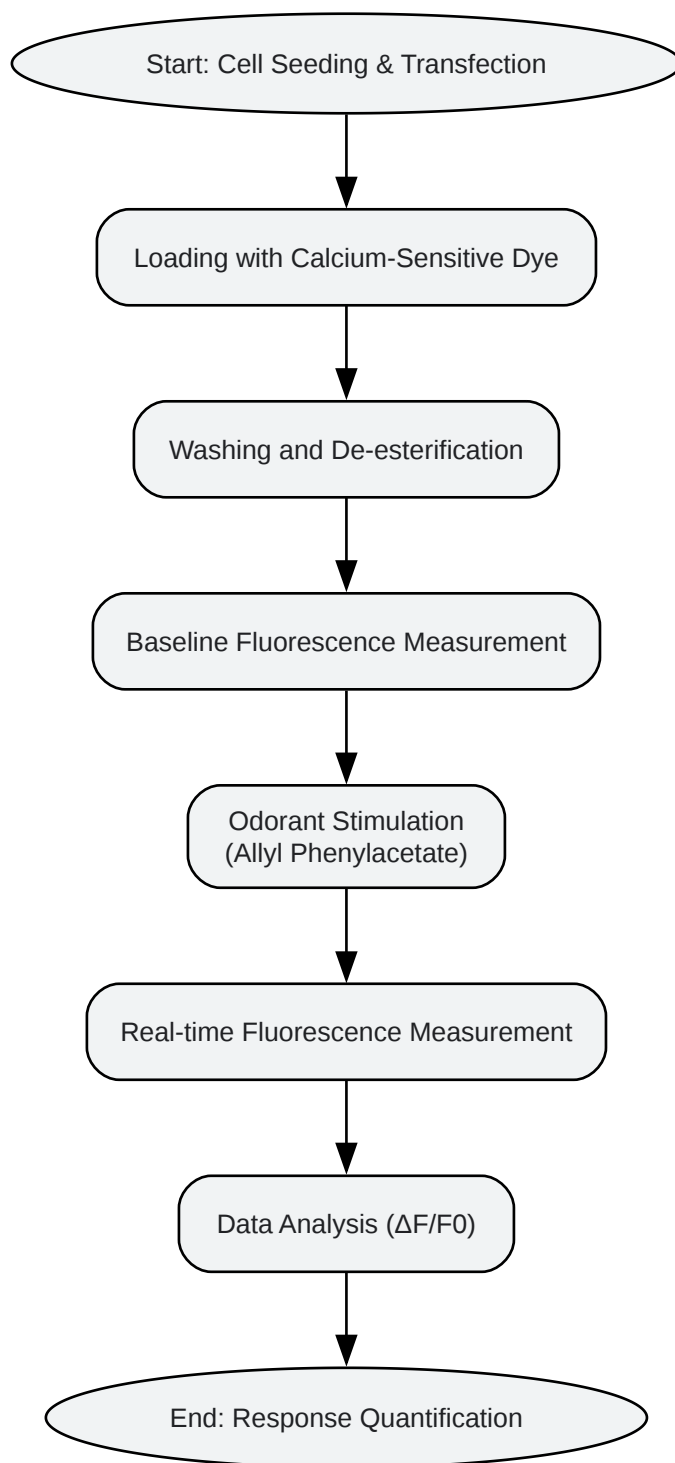 Start: Cell Seeding & Transfection
Loading with Calcium-Sensitive Dye
Washing and De-esterification
Baseline Fluorescence Measurement
Odorant Stimulation
(Allyl Phenylacetate)
Real-time Fluorescence Measurement
Data Analysis (ΔF/F0)
End: Response Quantification